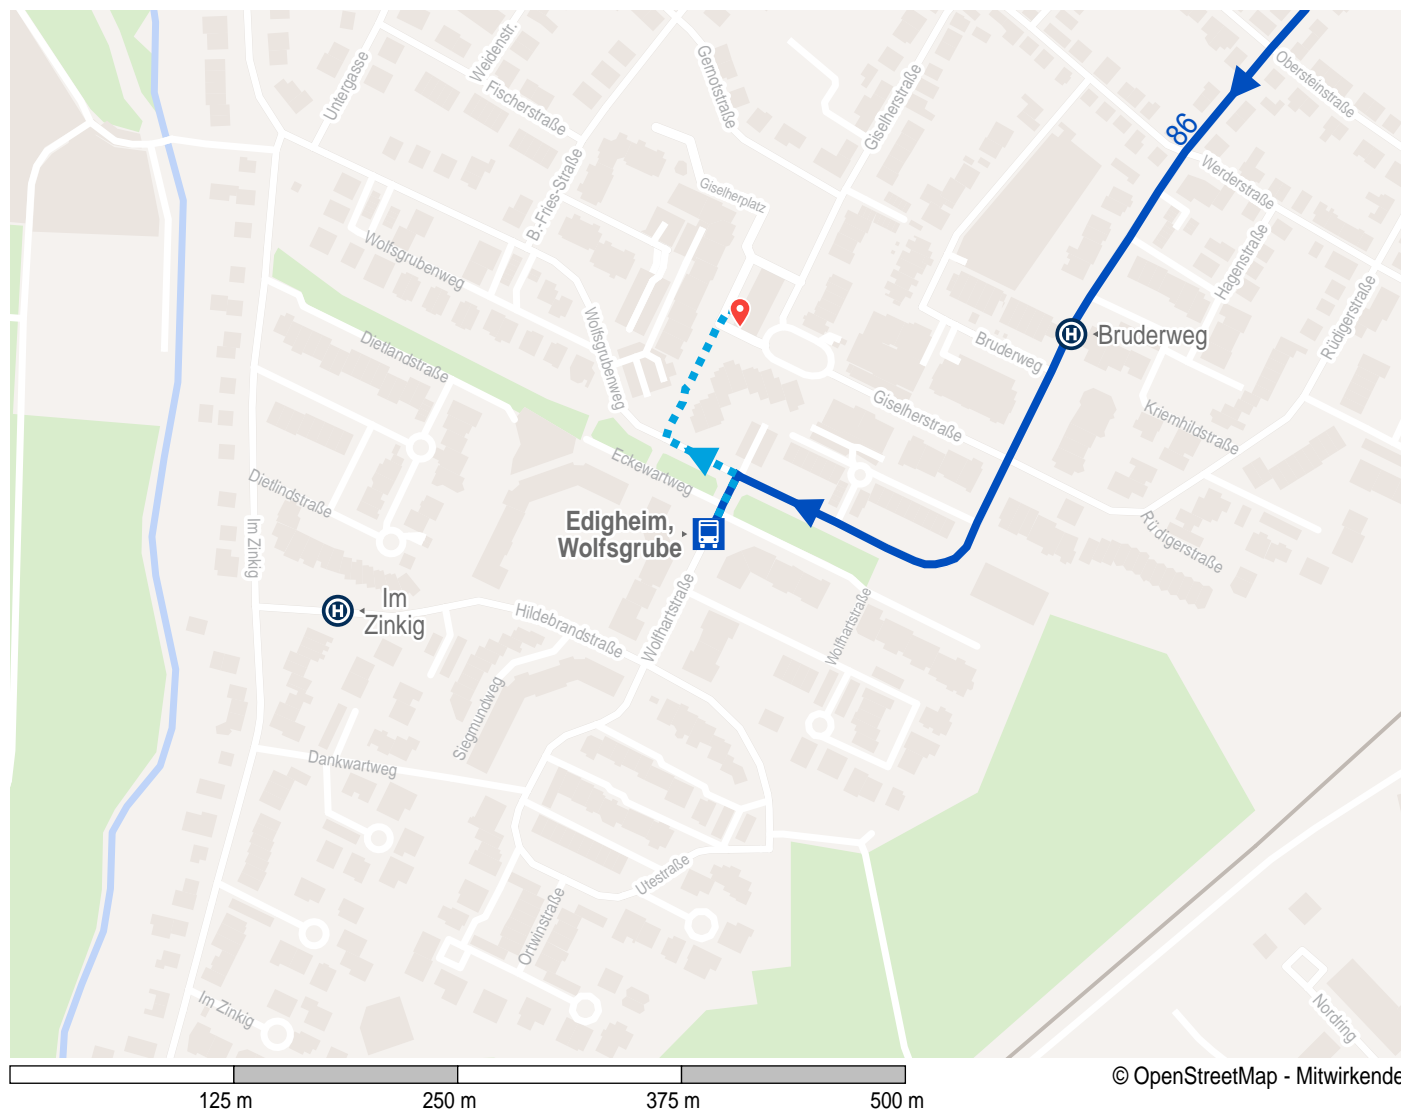 Weidenstr.
Untergasse
Fischerstraße
Gernotstraße
Giselherstraße
Obersteinstraße
86
Werderstraße
Giselherplatz
B.-Fries-Straße
Wolfsgrubenweg
Hagenstraße
Rüdigerstraße
Wolfsgrubenweg
Dietlandstraße
Bruderweg
Bruderweg
Giselherstraße
Kriemhildstraße
Eckewartweg
Dietlindstraße
Im Zinkig
Edigheim,
Wolfsgrube
Rüdigerstraße
Im
Zinkig
Hildebrandstraße
Wolfhartstraße
Wolfhartstraße
Siegmundweg
Dankwartweg
Utestraße
Ortwinstraße
Im Zinkig
Nordring
125 m
250 m
375 m
500 m
© OpenStreetMap - Mitwirkende